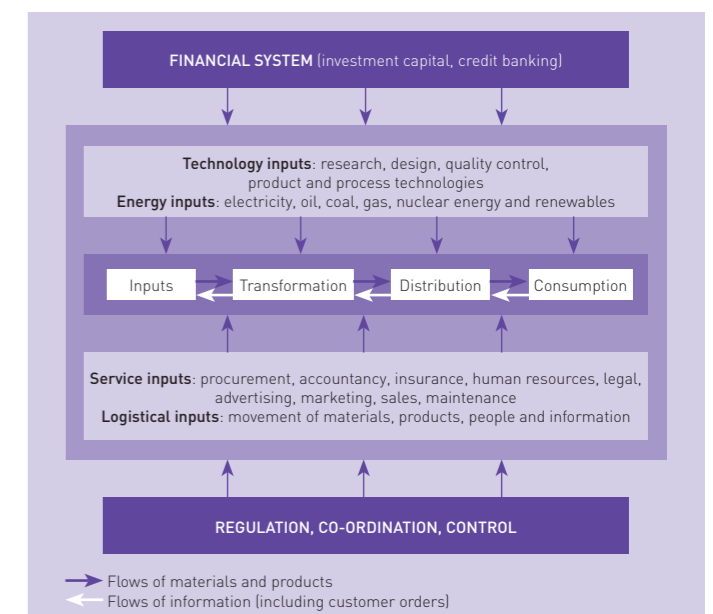 FINANCIAL SYSTEM (investment capital, credit banking)
Technology inputs: research, design, quality control,
product and process technologies
Energy inputs: electricity, oil, coal, gas, nuclear energy and renewables
Inputs Transformation Distribution Consumption
Service inputs: procurement, accountancy, insurance, human resources, legal,
advertising, marketing, sales, maintenance
Logistical inputs: movement of materials, products, people and information
REGULATION, CO-ORDINATION, CONTROL
Flows of materials and products
Flows of information (including customer orders)